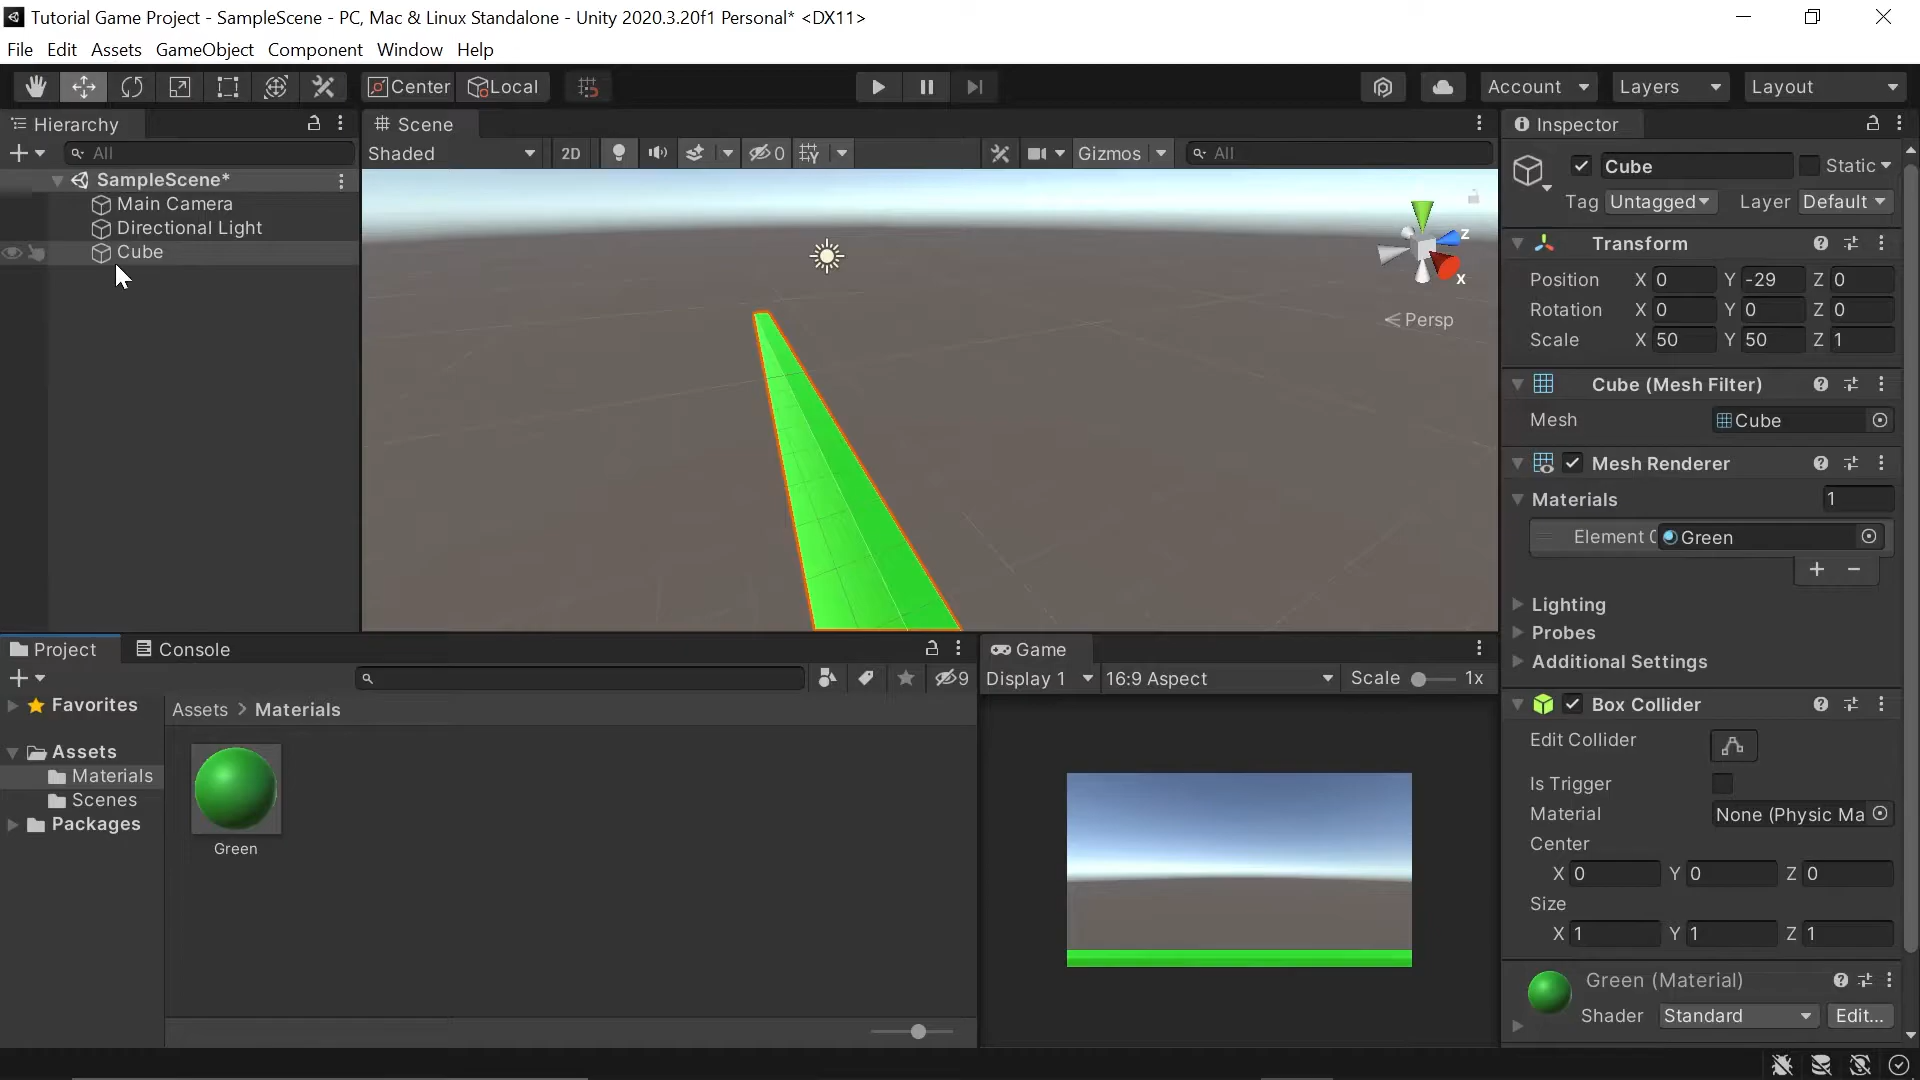 Tutorial Game Project - SampleScene - PC, Mac & Linux Standalone - Unity 2020.3.20f1 Personal* <DX11>
File Edit Assets GameObject Component Window Help
Center Local Account Layers Layout
Hierarchy
All
SampleScene*
Main Camera
Directional Light
Cube
Scene
Shaded 2D 0 Gizmos All
z
x
Persp
Inspector
Cube Static
Tag Untagged Layer Default
Transform
Position X 0 Y -29 Z 0
Rotation X 0 Y 0 Z 0
Scale X 50 Y 50 Z 1
Cube (Mesh Filter)
Mesh Cube
Mesh Renderer
Materials 1
Element Green
Lighting
Probes
Additional Settings
Box Collider
Edit Collider
Is Trigger
Material None (Physic Ma
Center
X 0 Y 0 Z 0
Size
X 1 Y 1 Z 1
Green (Material)
Shader Standard Edit...
Project Console
9
Favorites
Assets
Materials
Scenes
Packages
Assets > Materials
Green
Game
Display 1 16:9 Aspect Scale 1x